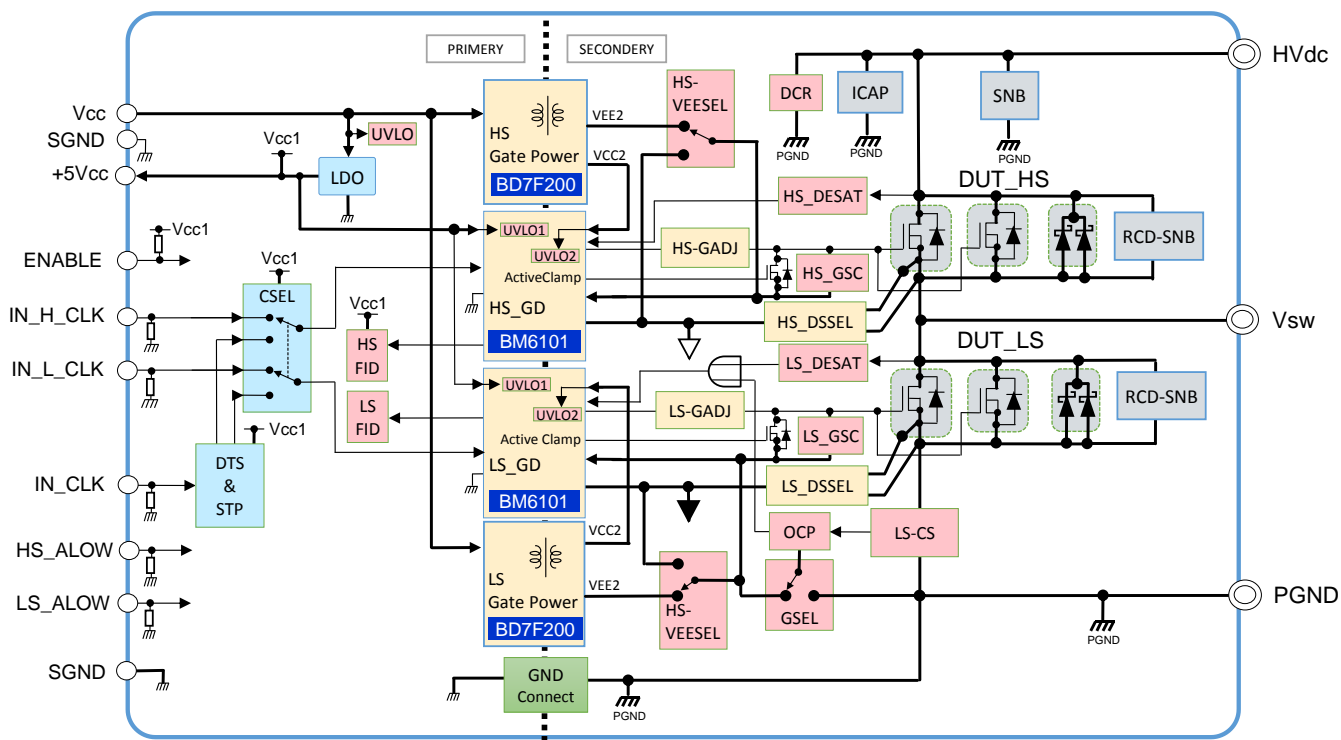 PRIMERY
SECONDERY
HVdc
Vcc
SGND
+5Vcc
Vcc1
UVLO
LDO
HS
Gate Power
BD7F200
VEE2
VCC2
HS-
VEESEL
DCR
PGND
ICAP
PGND
SNB
PGND
Vcc1
ENABLE
UVLO1
UVLO2
ActiveClamp
HS_GD
BM6101
HS_DESAT
HS-GADJ
HS_GSC
HS_DSSEL
DUT_HS
RCD-SNB
Vcc1
CSEL
IN_H_CLK
IN_L_CLK
Vcc1
HS
FID
LS
FID
Vsw
UVLO1
UVLO2
Active Clamp
LS_GD
BM6101
LS_DESAT
LS-GADJ
LS_GSC
LS_DSSEL
DUT_LS
RCD-SNB
Vcc1
IN_CLK
DTS
&
STP
HS_ALOW
LS_ALOW
VCC2
LS
Gate Power
VEE2
BD7F200
HS-
VEESEL
OCP
LS-CS
GSEL
PGND
PGND
SGND
GND
Connect
PGND